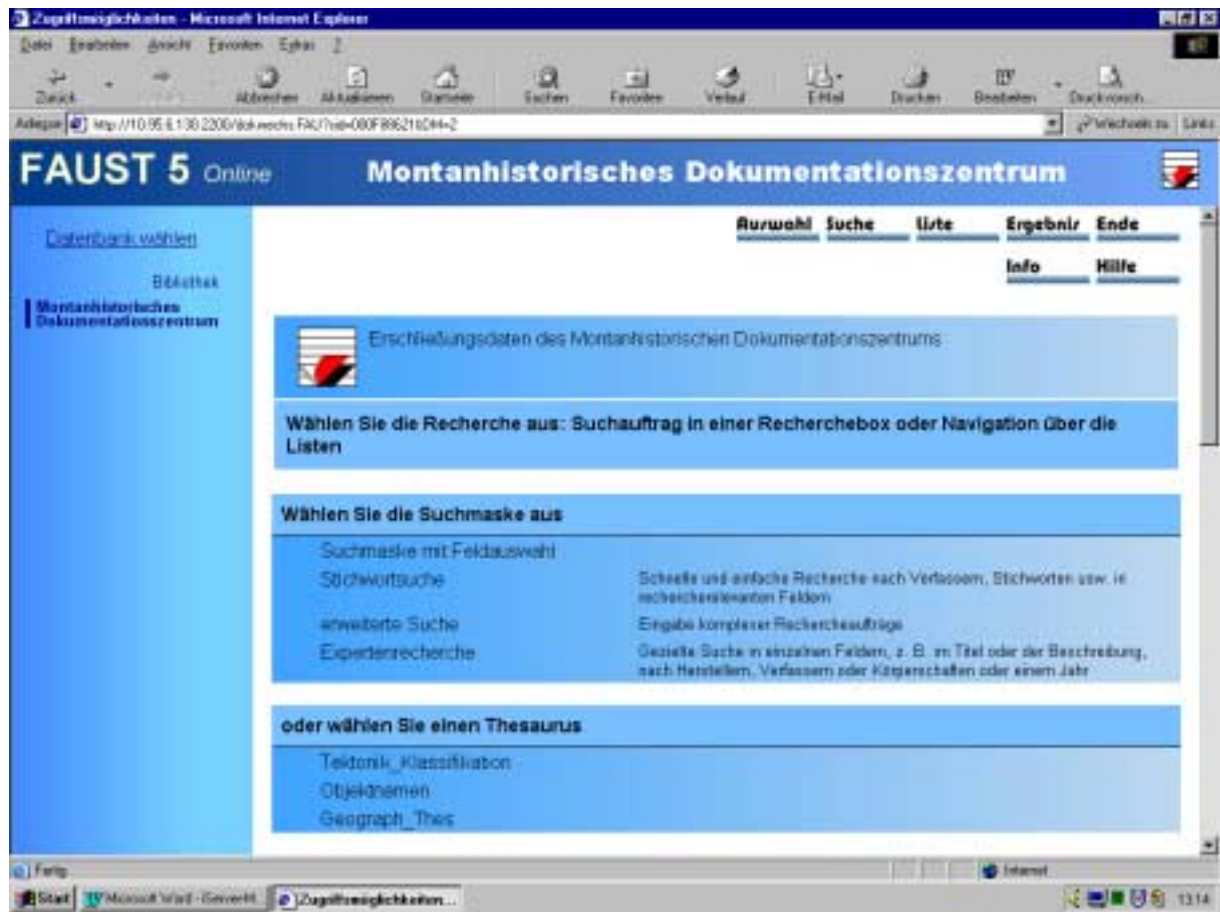 Zugriffsmöglichkeiten - Microsoft Internet Explorer
Datei Bearbeiten Ansicht Favoriten Extras ?
Zurück Abbrechen Aktualisieren Startseite Suchen Favoriten Verlauf E-Mail Drucken Bearbeiten Druckvorsch.
Adresse Wechseln zu Links
FAUST 5 Online Montanhistorisches Dokumentationszentrum
Datenbank wählen
Bibliothek
Montanhistorisches
Dokumentationszentrum
Auswahl Suche Liste Ergebnis Ende
Info Hilfe
Erschließungsdaten des Montanhistorischen Dokumentationszentrums
Wählen Sie die Recherche aus: Suchauftrag in einer Recherchebox oder Navigation über die
Listen
Wählen Sie die Suchmaske aus
Suchmaske mit Feldauswahl
Stichwortsuche Schnelle und einfache Recherche nach Verfassern, Stichworten usw. in
rechercherelevanten Feldern
erweiterte Suche Eingabe komplexer Rechercheaufträge
Expertenrecherche Gezielte Suche in einzelnen Feldern, z. B. im Titel oder der Beschreibung,
nach Herstellern, Verfassern oder Körperschaften oder einem Jahr
oder wählen Sie einen Thesaurus
Tektonik_Klassifikation
Objektnamen
Geograph_Thes
Fertig Internet
Start Microsoft Word Zugriffsmöglichkeiten... 13:14